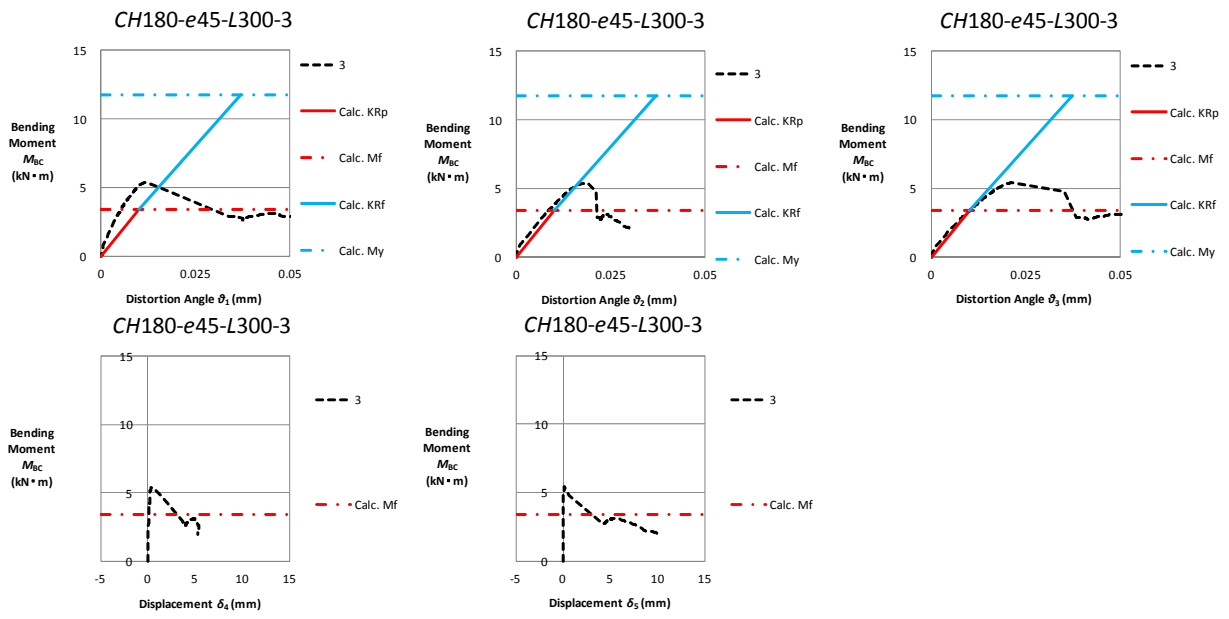 CH180-e45-L300-3
15
10
5
0
0
0.025
0.05
Bending
Moment
MBC
(kN・m)
Distortion Angle ϑ1 (mm)
3
Calc. KRp
Calc. Mf
Calc. KRf
Calc. My
CH180-e45-L300-3
15
10
5
0
0
0.025
0.05
Bending
Moment
MBC
(kN・m)
Distortion Angle ϑ2 (mm)
3
Calc. KRp
Calc. Mf
Calc. KRf
Calc. My
CH180-e45-L300-3
15
10
5
0
0
0.025
0.05
Bending
Moment
MBC
(kN・m)
Distortion Angle ϑ3 (mm)
3
Calc. KRp
Calc. Mf
Calc. KRf
Calc. My
CH180-e45-L300-3
15
10
5
0
-5
0
5
10
15
Bending
Moment
MBC
(kN・m)
Displacement δ4 (mm)
3
Calc. Mf
CH180-e45-L300-3
15
10
5
0
-5
0
5
10
15
Bending
Moment
MBC
(kN・m)
Displacement δ5 (mm)
3
Calc. Mf